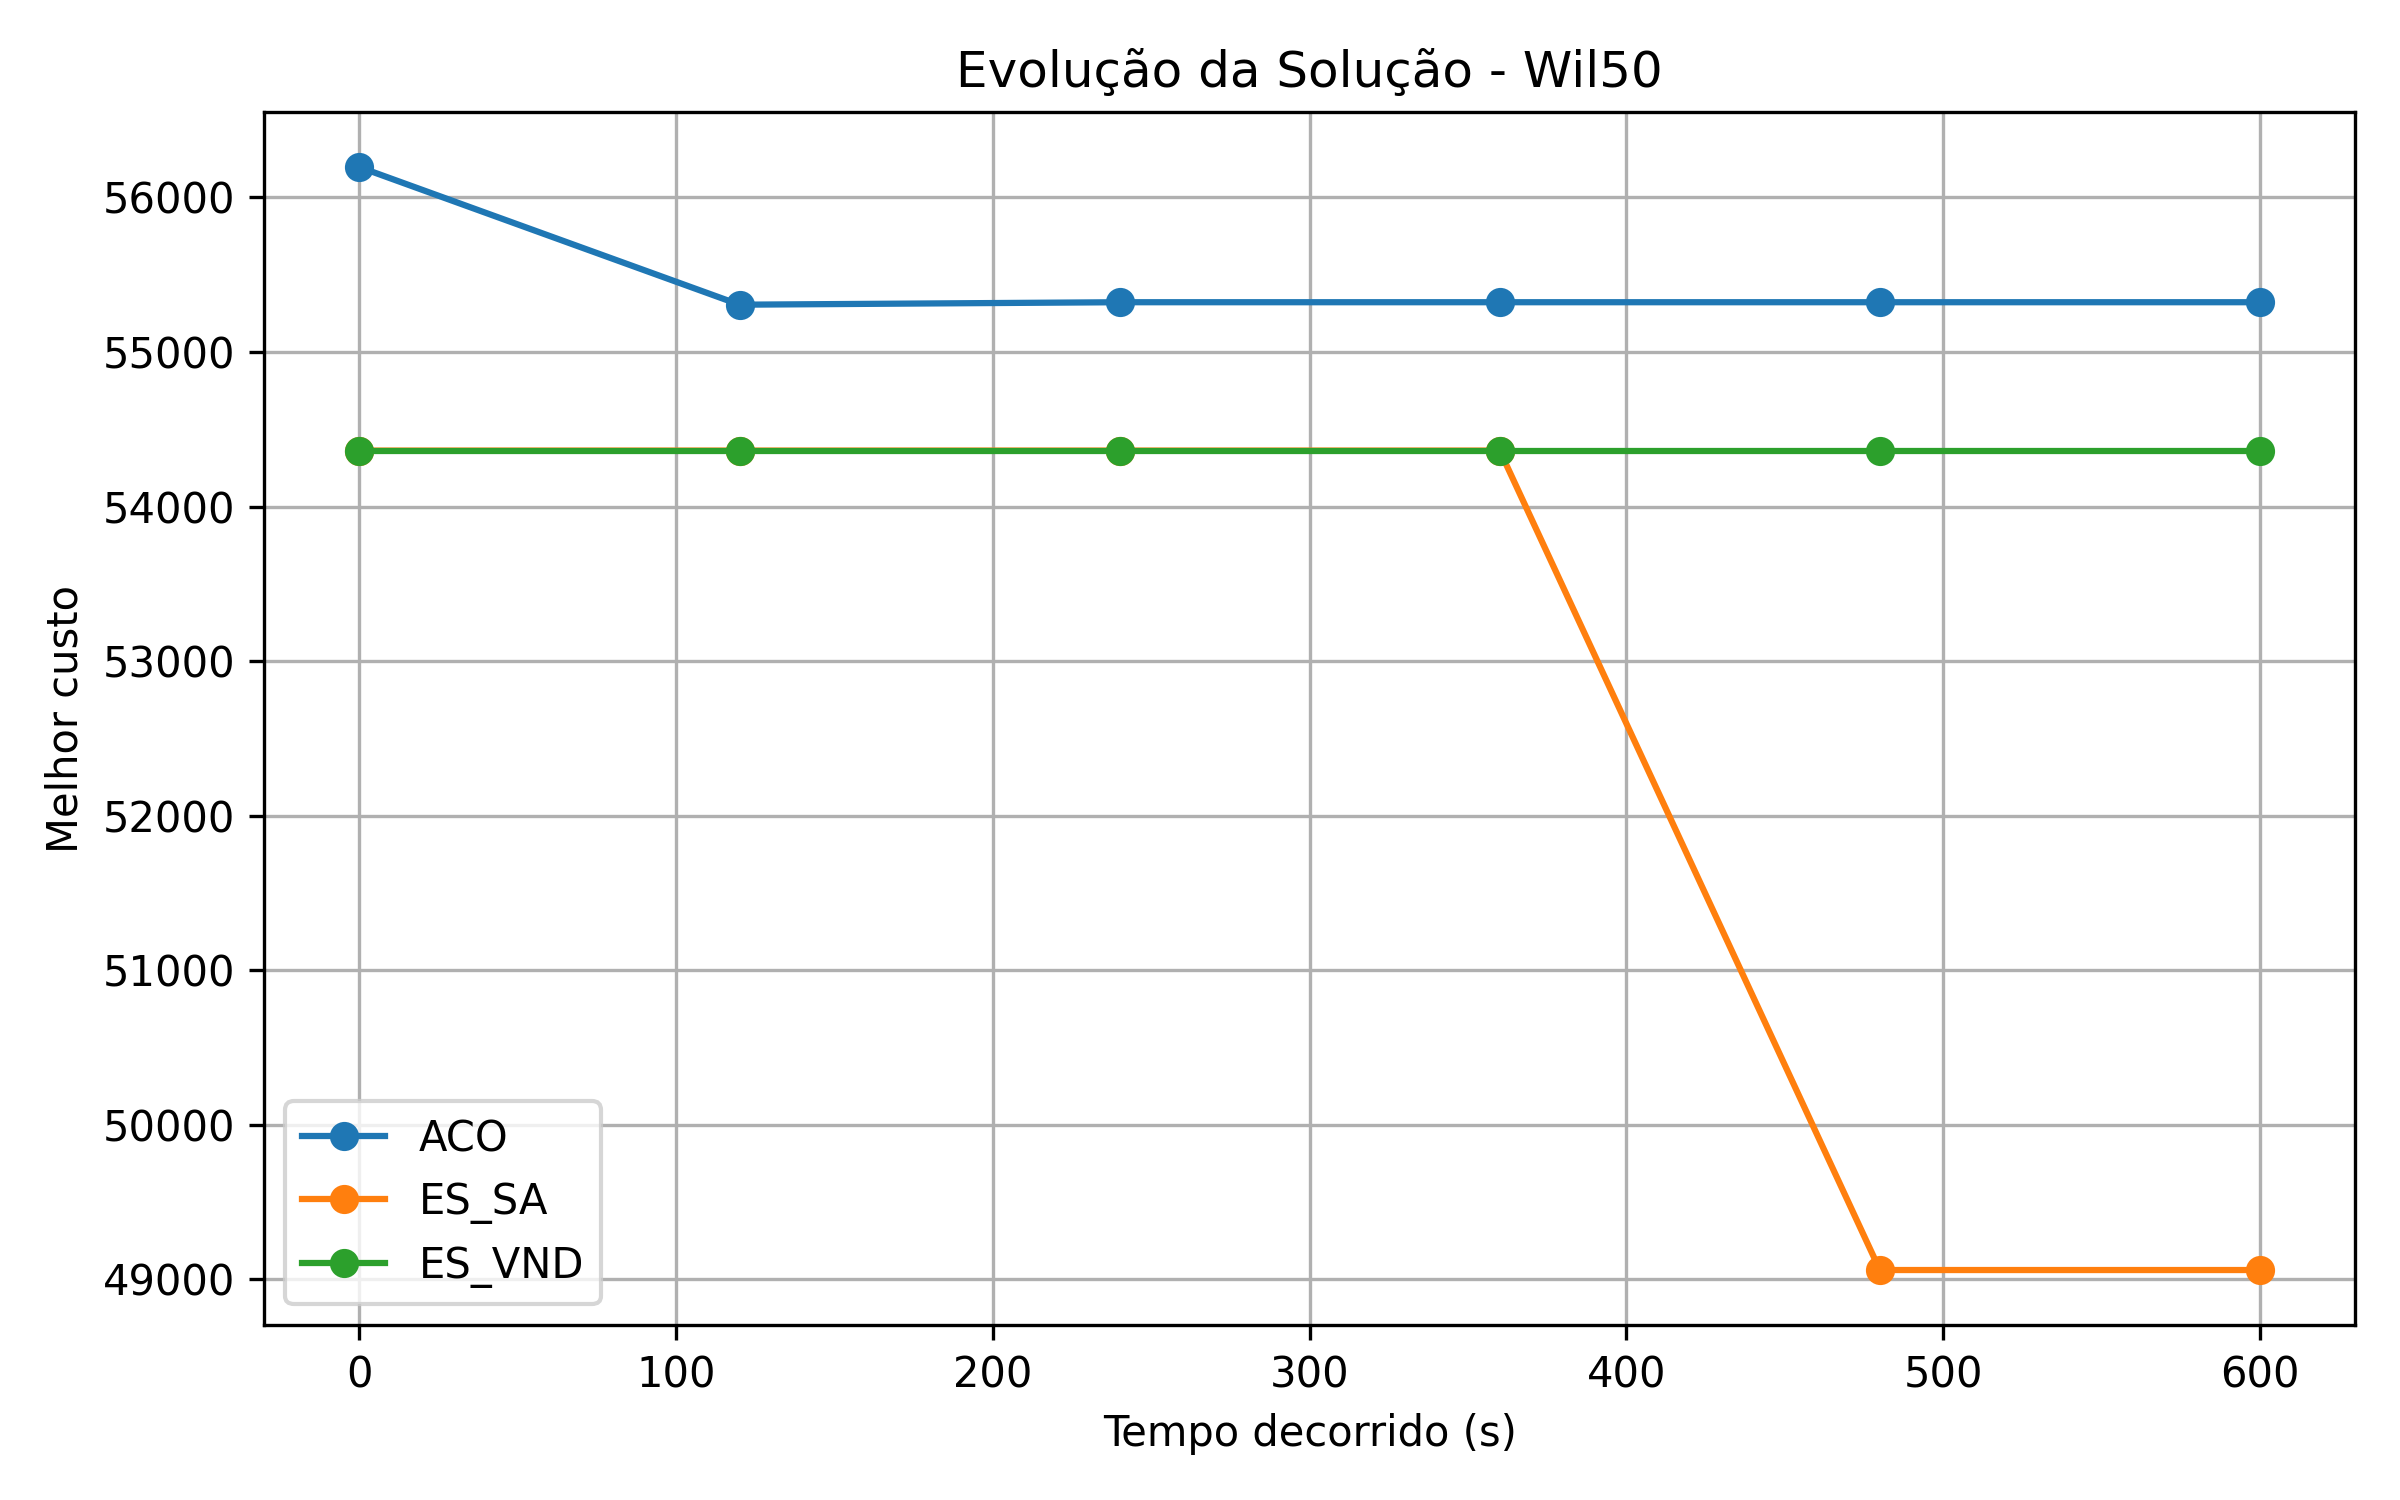 Evolução da Solução - Wil50
Melhor custo
56000
55000
54000
53000
52000
51000
50000
49000
ACO
ES_SA
ES_VND
0 100 200 300 400 500 600
Tempo decorrido (s)